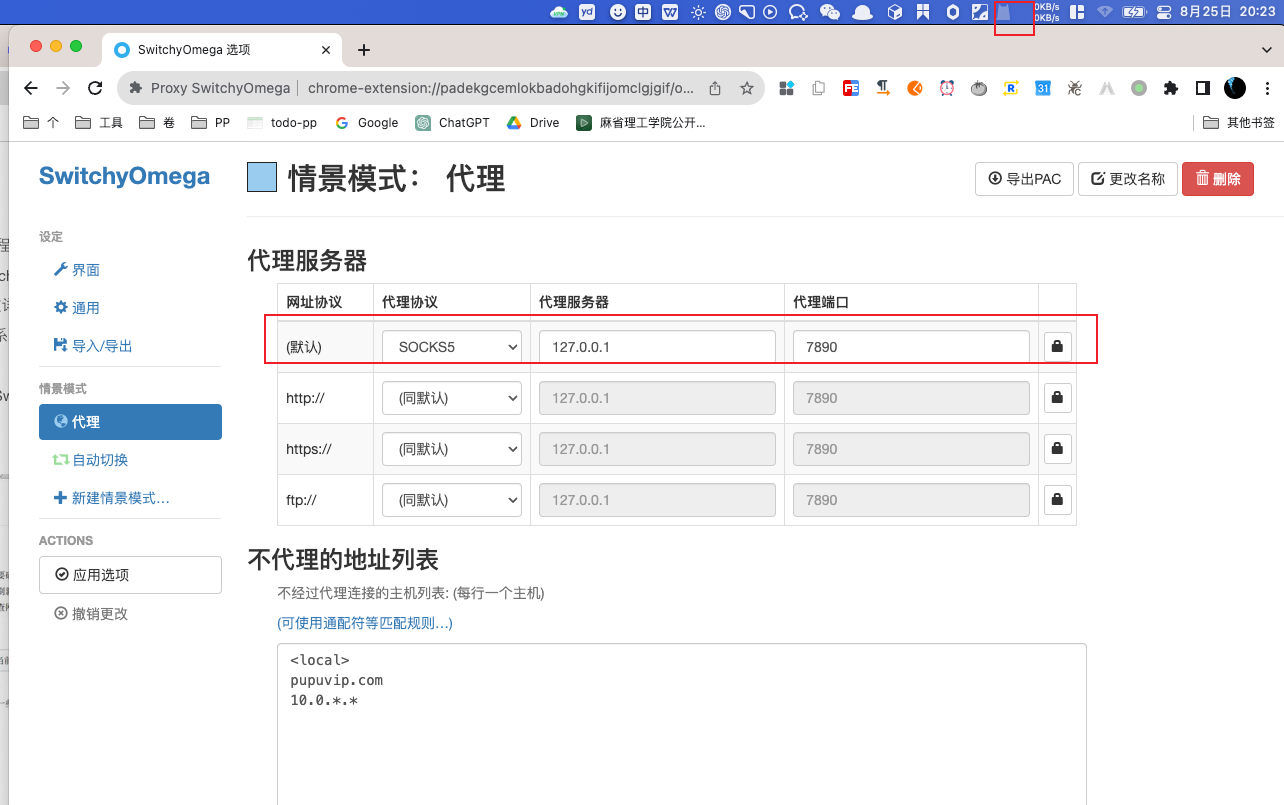 yd
中
W
0KB/s
0KB/s
8月25日 20:23
SwitchyOmega 选项
Proxy SwitchyOmega
chrome-extension://padekgcemlokbadohgkifijomclgjgif/o...
FE
R
31
个
工具
卷
PP
todo-pp
Google
ChatGPT
Drive
麻省理工学院公开...
其他书签
SwitchyOmega
情景模式： 代理
导出PAC
更改名称
删除
设定
界面
通用
导入/导出
情景模式
代理
自动切换
新建情景模式...
ACTIONS
应用选项
撤销更改
代理服务器
网址协议 代理协议 代理服务器 代理端口
(默认) SOCKS5 127.0.0.1 7890
http:// (同默认) 127.0.0.1 7890
https:// (同默认) 127.0.0.1 7890
ftp:// (同默认) 127.0.0.1 7890
不代理的地址列表
不经过代理连接的主机列表: (每行一个主机)
(可使用通配符等匹配规则...)
<local>
pupuvip.com
10.0.*.*